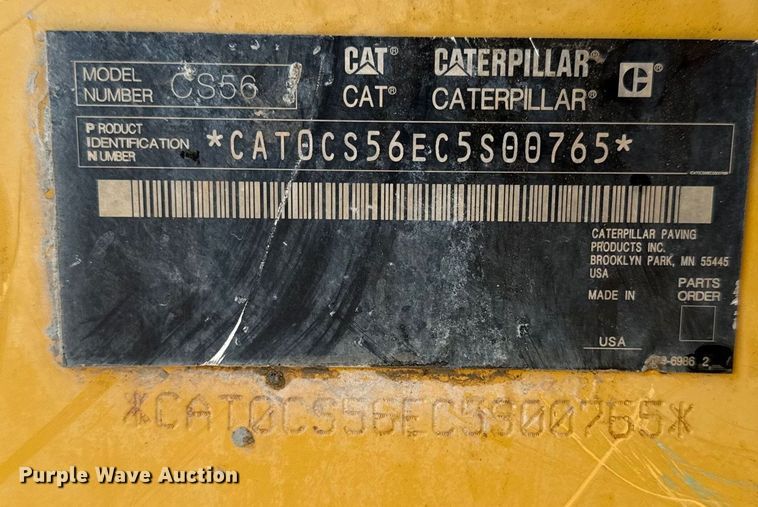 MODEL NUMBER CS56
CAT® CATERPILLAR®
CAT® CATERPILLAR®
PRODUCT IDENTIFICATION NUMBER *CAT0CS56EC5S00765*
CATERPILLAR PAVING
PRODUCTS INC.
BROOKLYN PARK, MN 55445
USA
MADE IN
PARTS
ORDER
USA
*CAT0CS56EC5S00765*
Purple Wave Auction